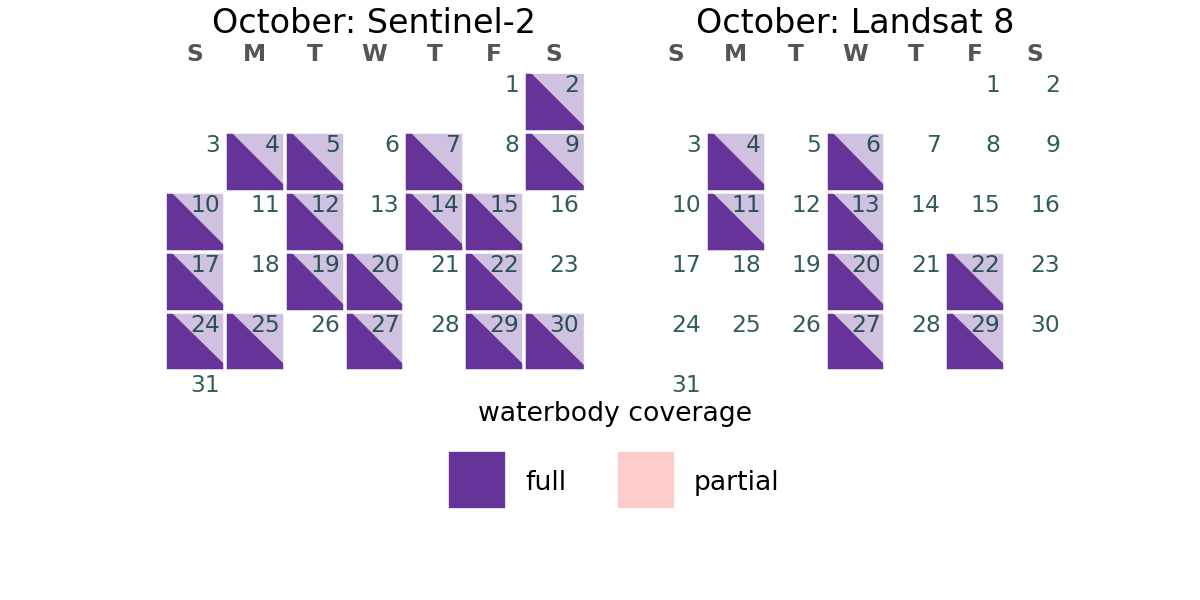 October: Sentinel-2
S M T W T F S
1 2
3 4 5 6 7 8 9
10 11 12 13 14 15 16
17 18 19 20 21 22 23
24 25 26 27 28 29 30
31
October: Landsat 8
S M T W T F S
1 2
3 4 5 6 7 8 9
10 11 12 13 14 15 16
17 18 19 20 21 22 23
24 25 26 27 28 29 30
31
waterbody coverage
full
partial